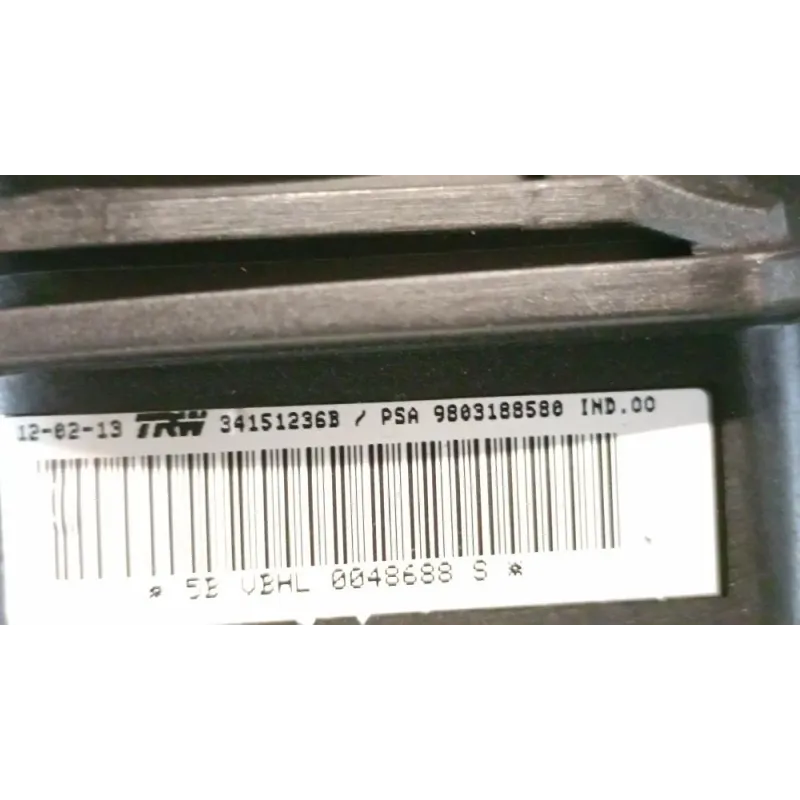 12-02-13 TRW 34151236B / PSA 9803188580 IND.00
* 5B VBHL 0048688 S *